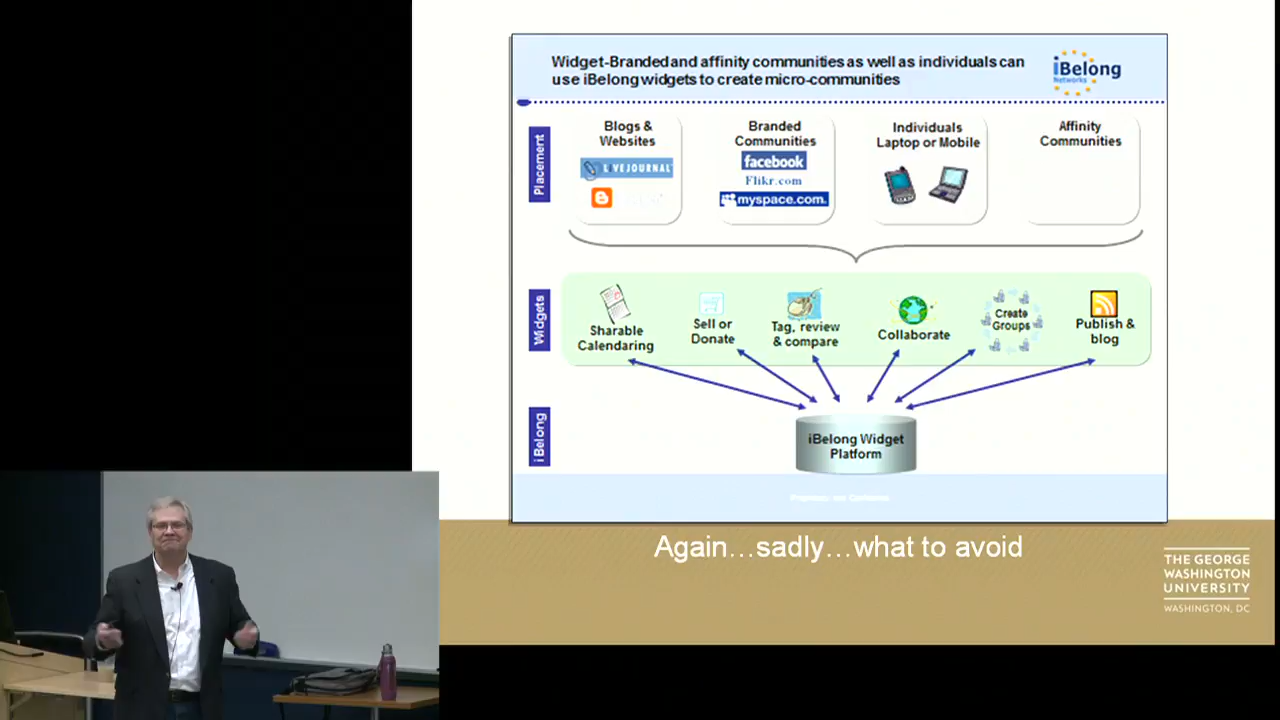 Widget-Branded and affinity communities as well as individuals can
use iBelong widgets to create micro-communities
iBelong
Networks
Placement
Blogs &
Websites
LIVEJOURNAL
Branded
Communities
facebook
Flikr.com
myspace.com
Individuals
Laptop or Mobile
Affinity
Communities
Widgets
Sharable
Calendaring
Sell or
Donate
Tag, review
& compare
Collaborate
Create
Groups
Publish &
blog
iBelong
iBelong Widget
Platform
Again...sadly...what to avoid
THE GEORGE
WASHINGTON
UNIVERSITY
WASHINGTON, DC